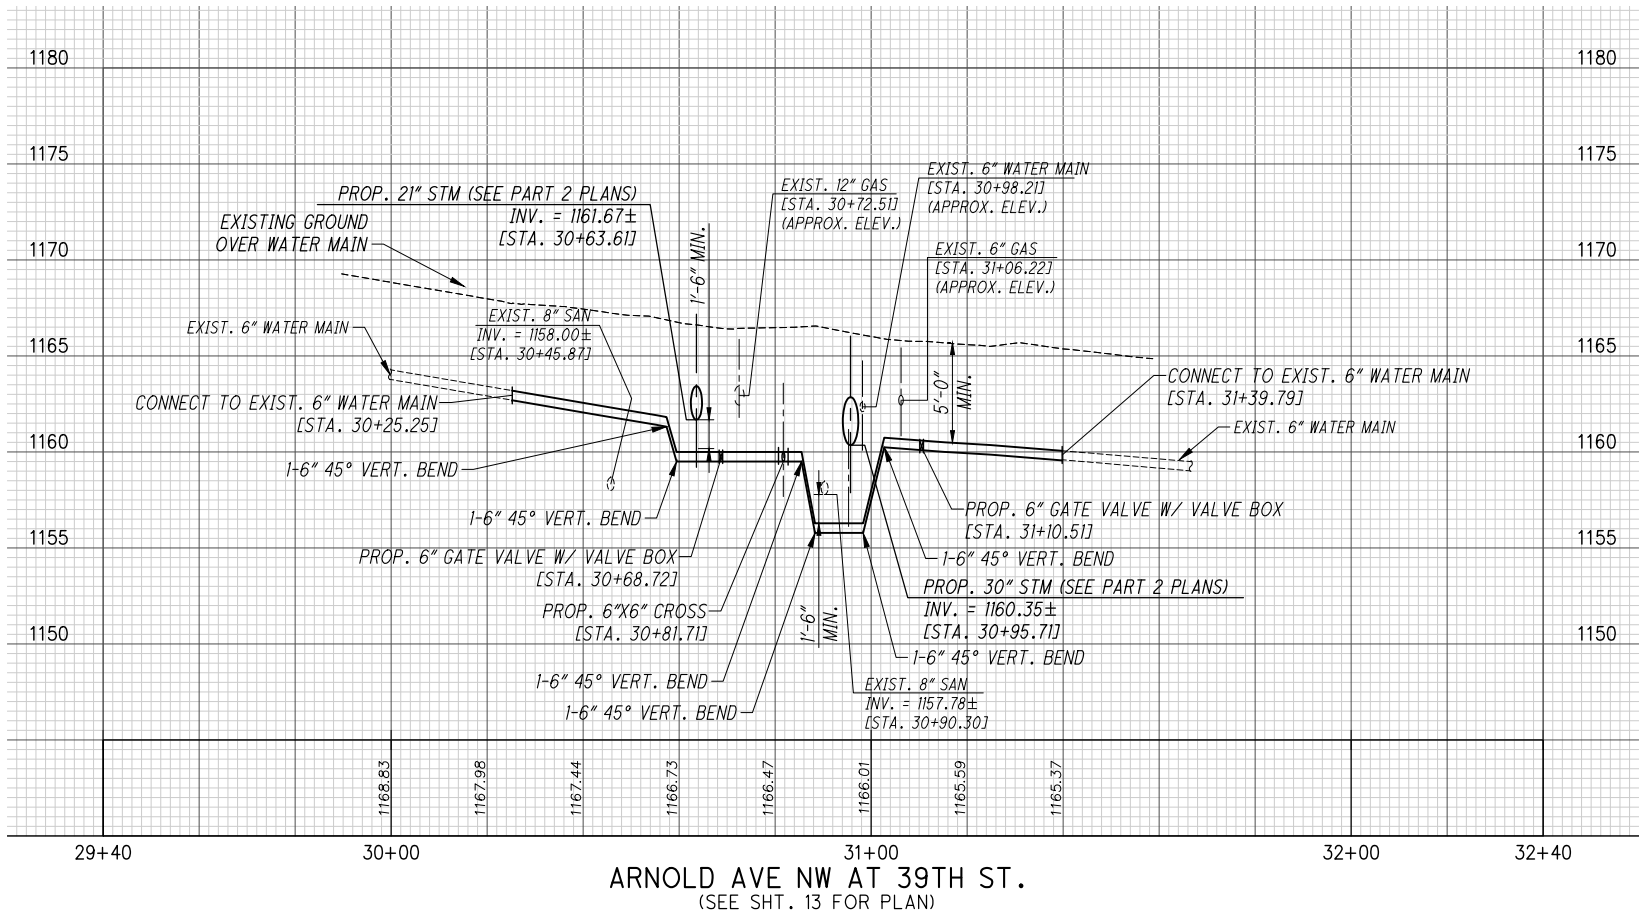 1180
1180
1175
1175
1170
1170
1165
1165
1160
1160
1155
1155
1150
1150
PROP. 21" STM (SEE PART 2 PLANS)
INV. = 1161.67±
[STA. 30+63.61]
EXISTING GROUND
OVER WATER MAIN
1'-6" MIN.
EXIST. 12" GAS
[STA. 30+72.51]
(APPROX. ELEV.)
EXIST. 6" WATER MAIN
[STA. 30+98.21]
(APPROX. ELEV.)
EXIST. 6" GAS
[STA. 31+06.22]
(APPROX. ELEV.)
EXIST. 6" WATER MAIN
EXIST. 8" SAN
INV. = 1158.00±
[STA. 30+45.87]
CONNECT TO EXIST. 6" WATER MAIN
[STA. 30+25.25]
5'-0"
MIN.
CONNECT TO EXIST. 6" WATER MAIN
[STA. 31+39.79]
EXIST. 6" WATER MAIN
1-6" 45° VERT. BEND
1-6" 45° VERT. BEND
PROP. 6" GATE VALVE W/ VALVE BOX
[STA. 30+68.72]
PROP. 6"X6" CROSS
[STA. 30+81.71]
1-6" 45° VERT. BEND
1-6" 45° VERT. BEND
1'-6"
MIN.
PROP. 6" GATE VALVE W/ VALVE BOX
[STA. 31+10.51]
1-6" 45° VERT. BEND
PROP. 30" STM (SEE PART 2 PLANS)
INV. = 1160.35±
[STA. 30+95.71]
1-6" 45° VERT. BEND
EXIST. 8" SAN
INV. = 1157.78±
[STA. 30+90.30]
1168.83
1167.98
1167.44
1166.73
1166.47
1166.01
1165.59
1165.37
29+40
30+00
31+00
32+00
32+40
ARNOLD AVE NW AT 39TH ST.
(SEE SHT. 13 FOR PLAN)